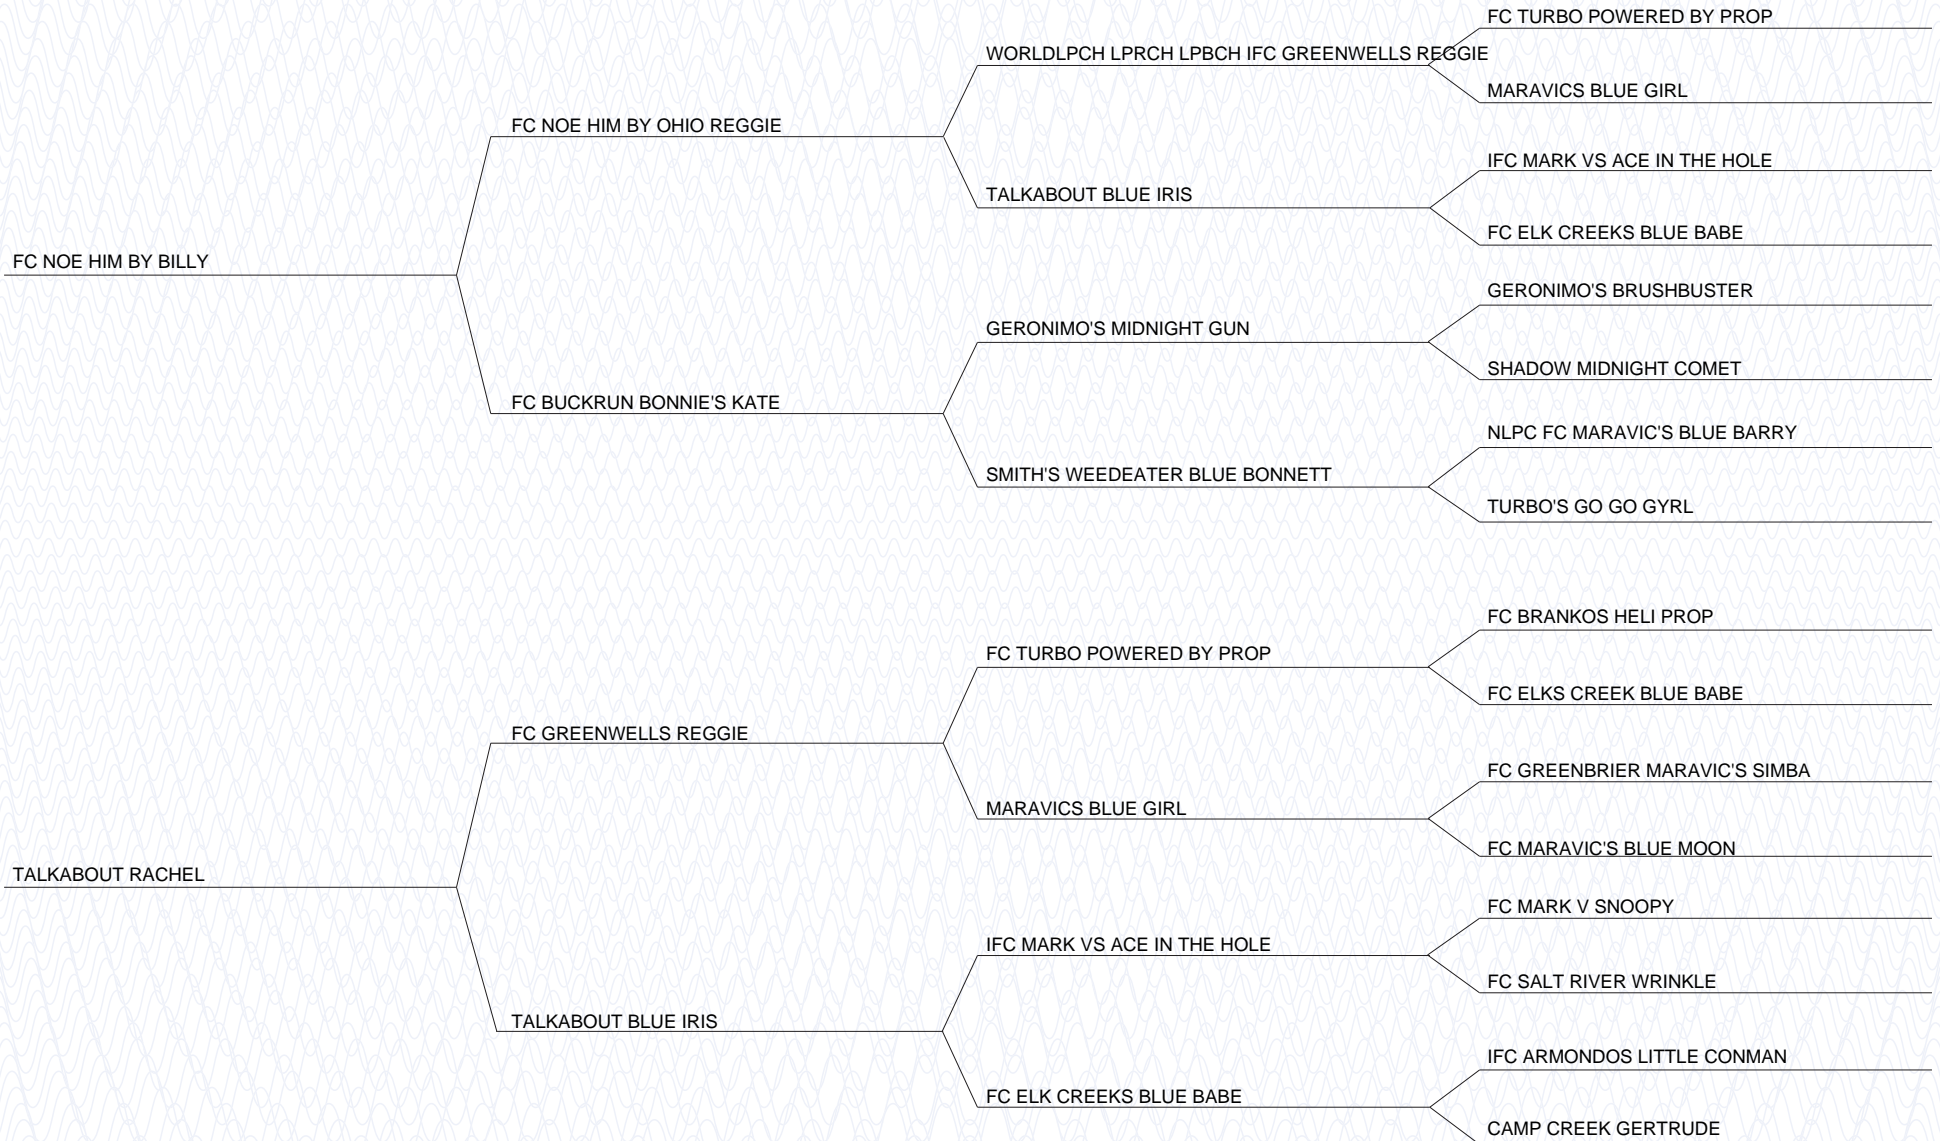 FC TURBO POWERED BY PROP
WORLDLPCH LPRCH LPBCH IFC GREENWELLS REGGIE
MARAVICS BLUE GIRL
FC NOE HIM BY OHIO REGGIE
IFC MARK VS ACE IN THE HOLE
TALKABOUT BLUE IRIS
FC ELK CREEKS BLUE BABE
FC NOE HIM BY BILLY
GERONIMO'S BRUSHBUSTER
GERONIMO'S MIDNIGHT GUN
SHADOW MIDNIGHT COMET
FC BUCKRUN BONNIE'S KATE
NLPC FC MARAVIC'S BLUE BARRY
SMITH'S WEEDEATER BLUE BONNETT
TURBO'S GO GO GYRL
FC BRANKOS HELI PROP
FC TURBO POWERED BY PROP
FC ELKS CREEK BLUE BABE
FC GREENWELLS REGGIE
FC GREENBRIER MARAVIC'S SIMBA
MARAVICS BLUE GIRL
FC MARAVIC'S BLUE MOON
TALKABOUT RACHEL
FC MARK V SNOOPY
IFC MARK VS ACE IN THE HOLE
FC SALT RIVER WRINKLE
TALKABOUT BLUE IRIS
IFC ARMONDOS LITTLE CONMAN
FC ELK CREEKS BLUE BABE
CAMP CREEK GERTRUDE